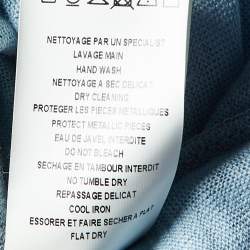 NETTOYAGE PAR UN SPECIALIST
LAVAGE MAIN
HAND WASH
NETTOYAGE A SEC DELICAT
DRY CLEANING
PROTEGER LES PIECES METALLIQUES
PROTECT METALLIC PIECES
EAU DE JAVEL INTERDITE
DO NOT BLEACH
SECHAGE EN TAMBOUR INTERDIT
NO TUMBLE DRY
REPASSAGE DELICAT
COOL IRON
ESSORER ET FAIRE SECHER A PLAT
FLAT DRY